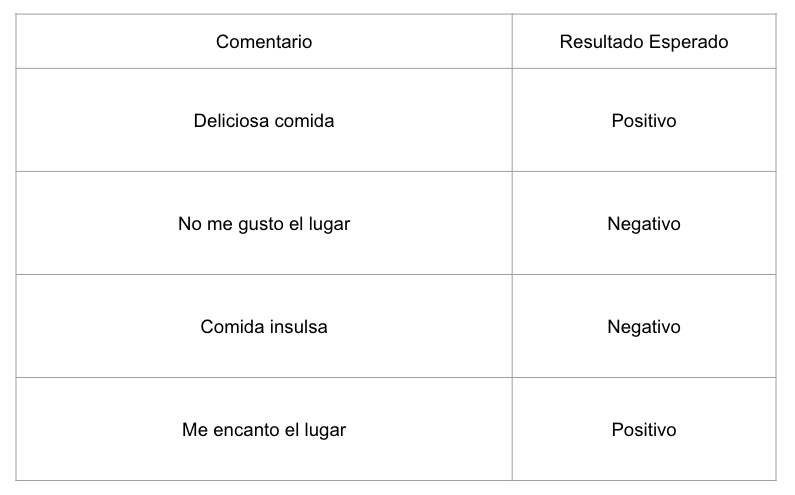 Comentario Resultado Esperado
Deliciosa comida Positivo
No me gusto el lugar Negativo
Comida insulsa Negativo
Me encanto el lugar Positivo